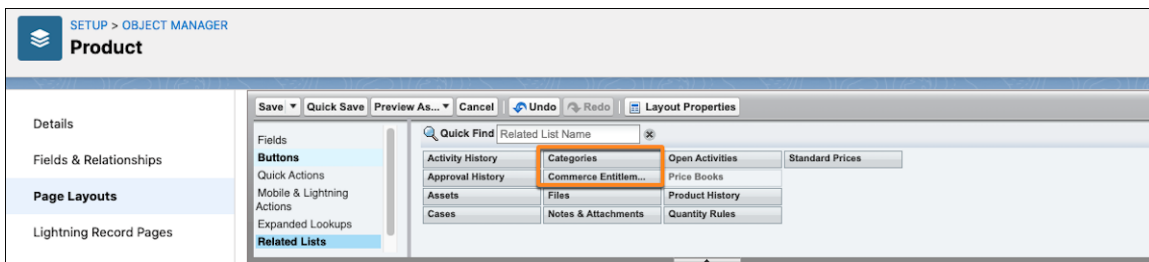 SETUP > OBJECT MANAGER
Product
Details
Fields & Relationships
Page Layouts
Lightning Record Pages
Save Quick Save Preview As... Cancel Undo Redo Layout Properties
Fields
Buttons
Quick Actions
Mobile & Lightning
Actions
Expanded Lookups
Related Lists
Quick Find Related List Name
Activity History Categories Open Activities Standard Prices
Approval History Commerce Entitlem... Price Books
Assets Files Product History
Cases Notes & Attachments Quantity Rules